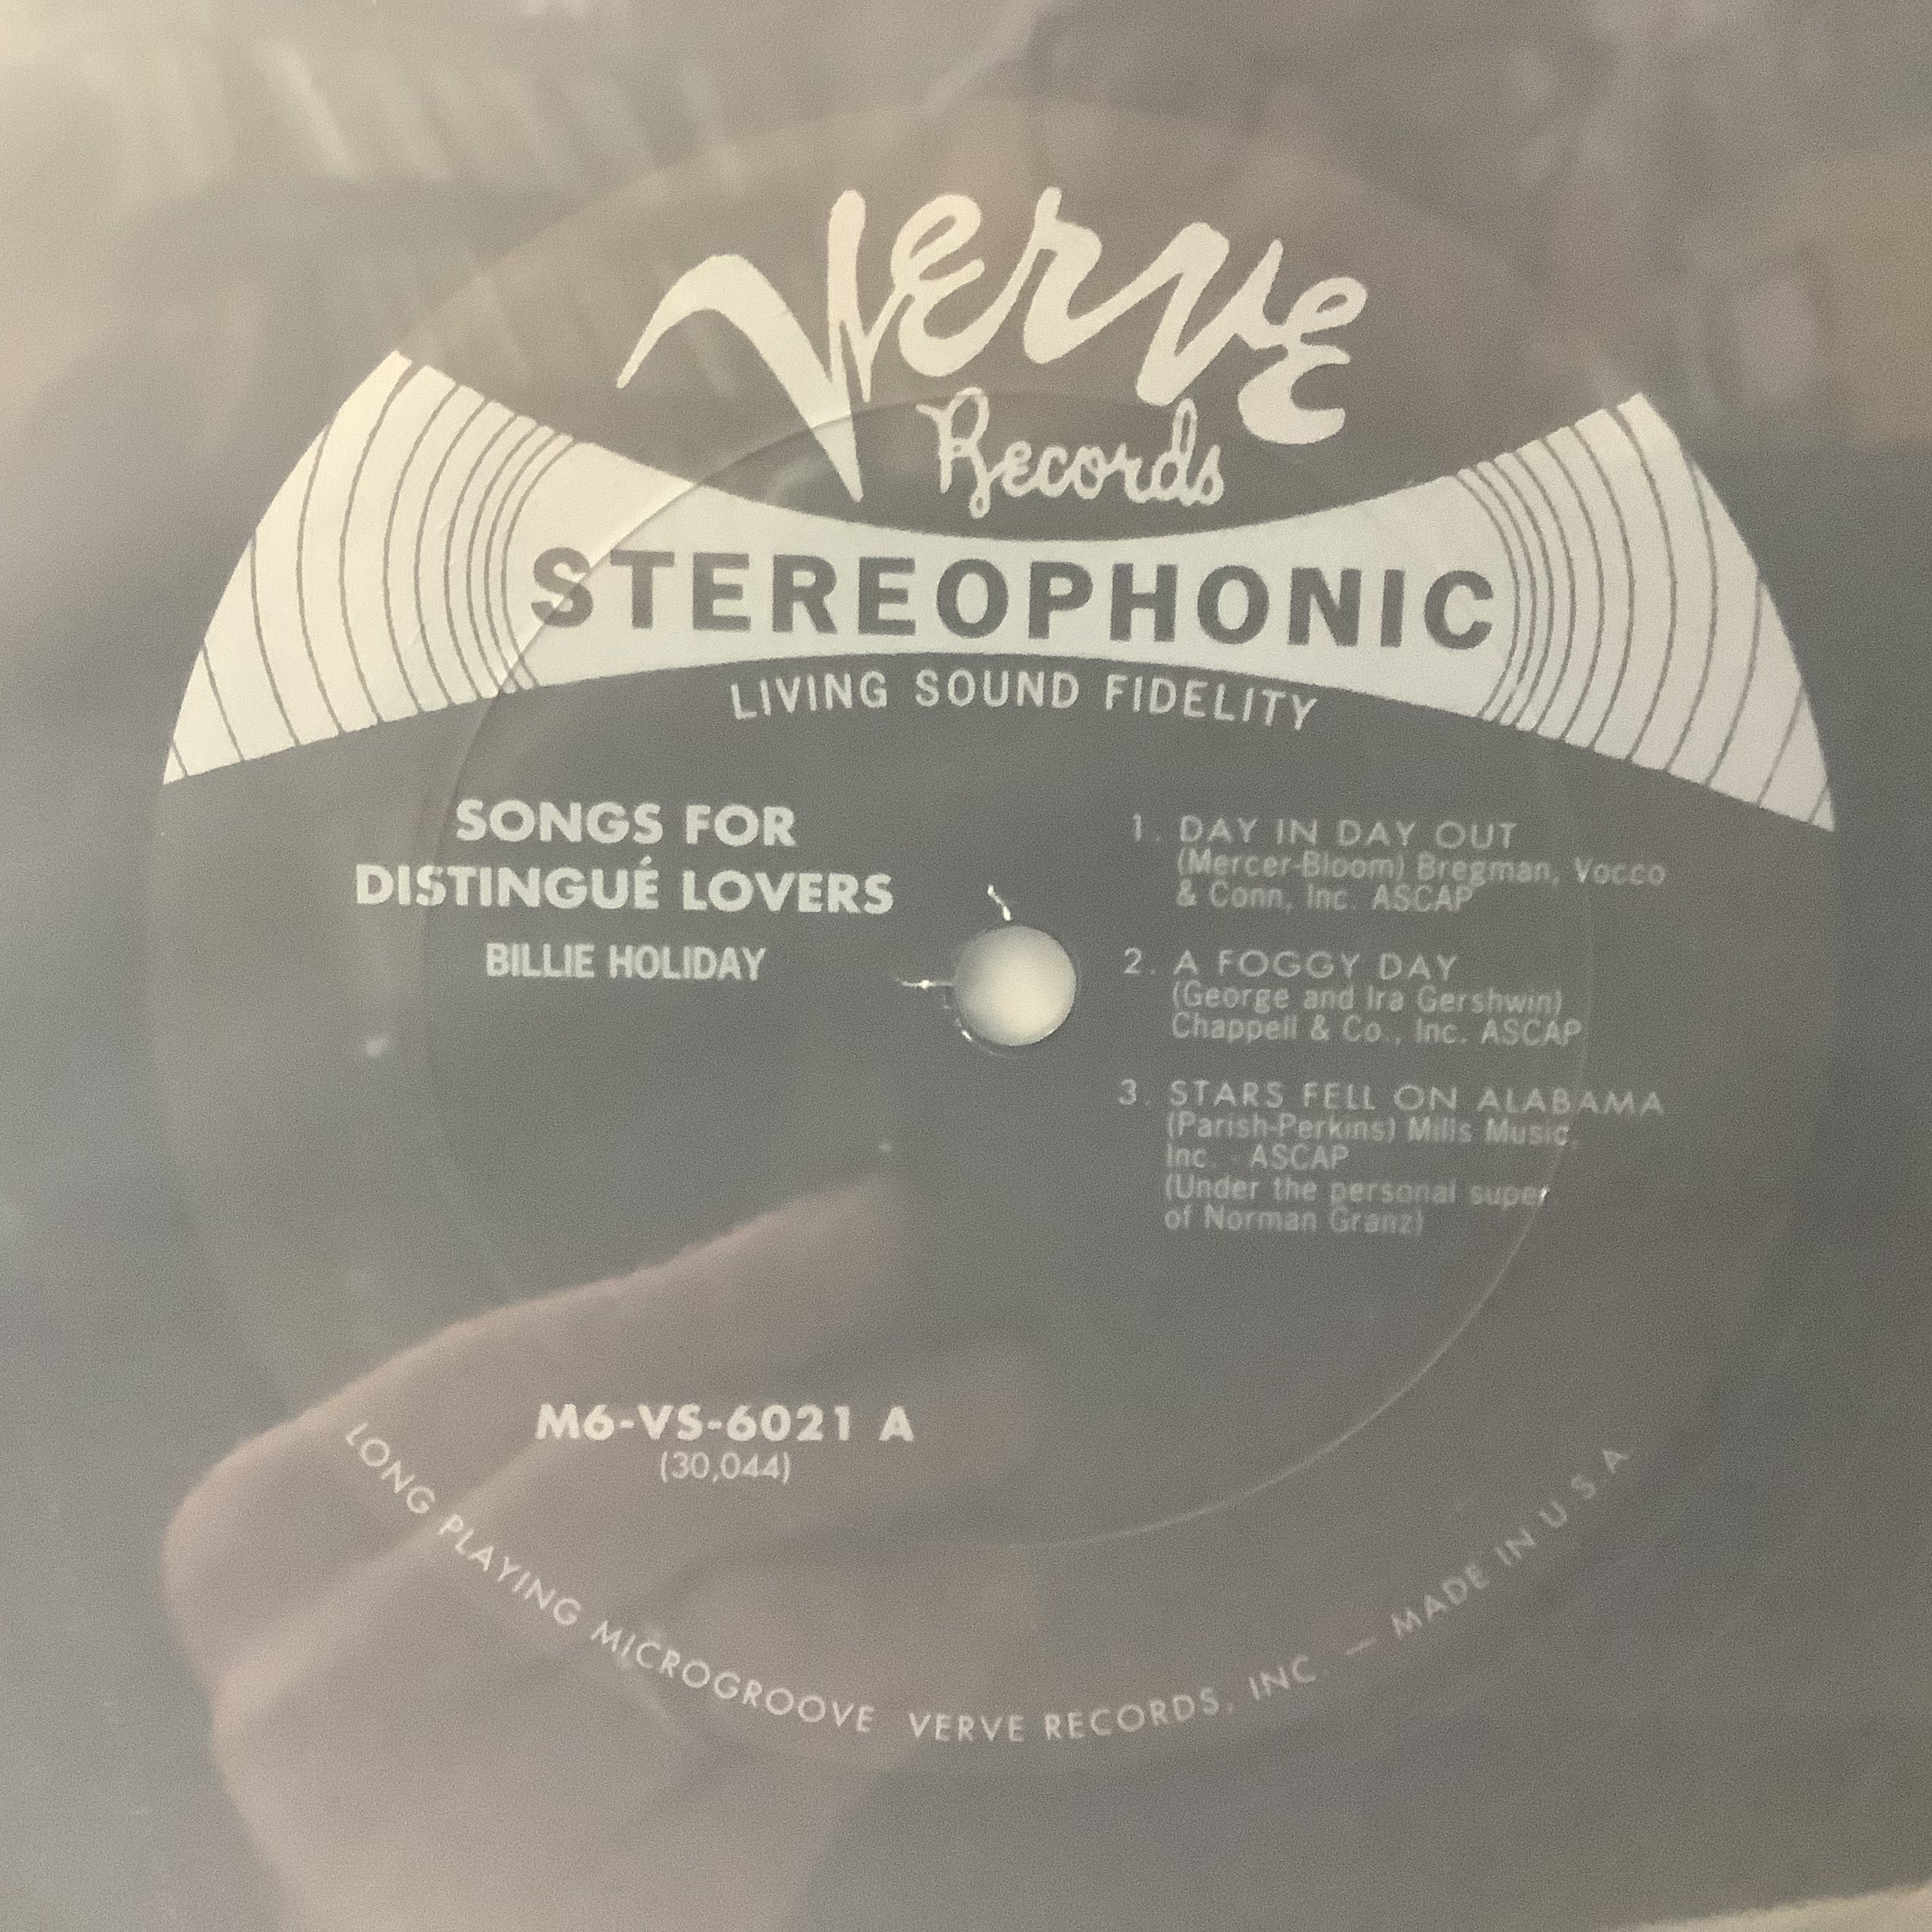 Verve
Records
STEREOPHONIC
LIVING SOUND FIDELITY
SONGS FOR
DISTINGUÉ LOVERS
BILLIE HOLIDAY
1. DAY IN DAY OUT
(Mercer-Bloom) Bregman, Vocco
& Conn, Inc. ASCAP
2. A FOGGY DAY
(George and Ira Gershwin)
Chappell & Co., Inc. ASCAP
3. STARS FELL ON ALABAMA
(Parish-Perkins) Mills Music,
Inc. - ASCAP
(Under the personal super.
of Norman Granz)
M6-VS-6021 A
(30,044)
LONG PLAYING MICROGROOVE VERVE RECORDS, INC. — MADE IN U.S.A